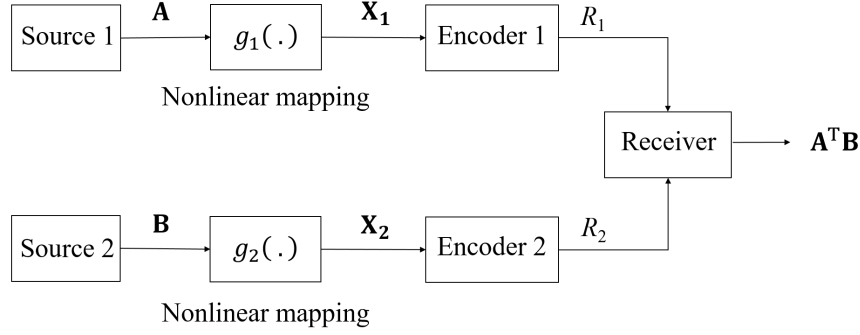 Source 1
A
g₁(.)
X₁
Encoder 1
R₁
Nonlinear mapping
Receiver
AᵀB
Source 2
B
g₂(.)
X₂
Encoder 2
R₂
Nonlinear mapping